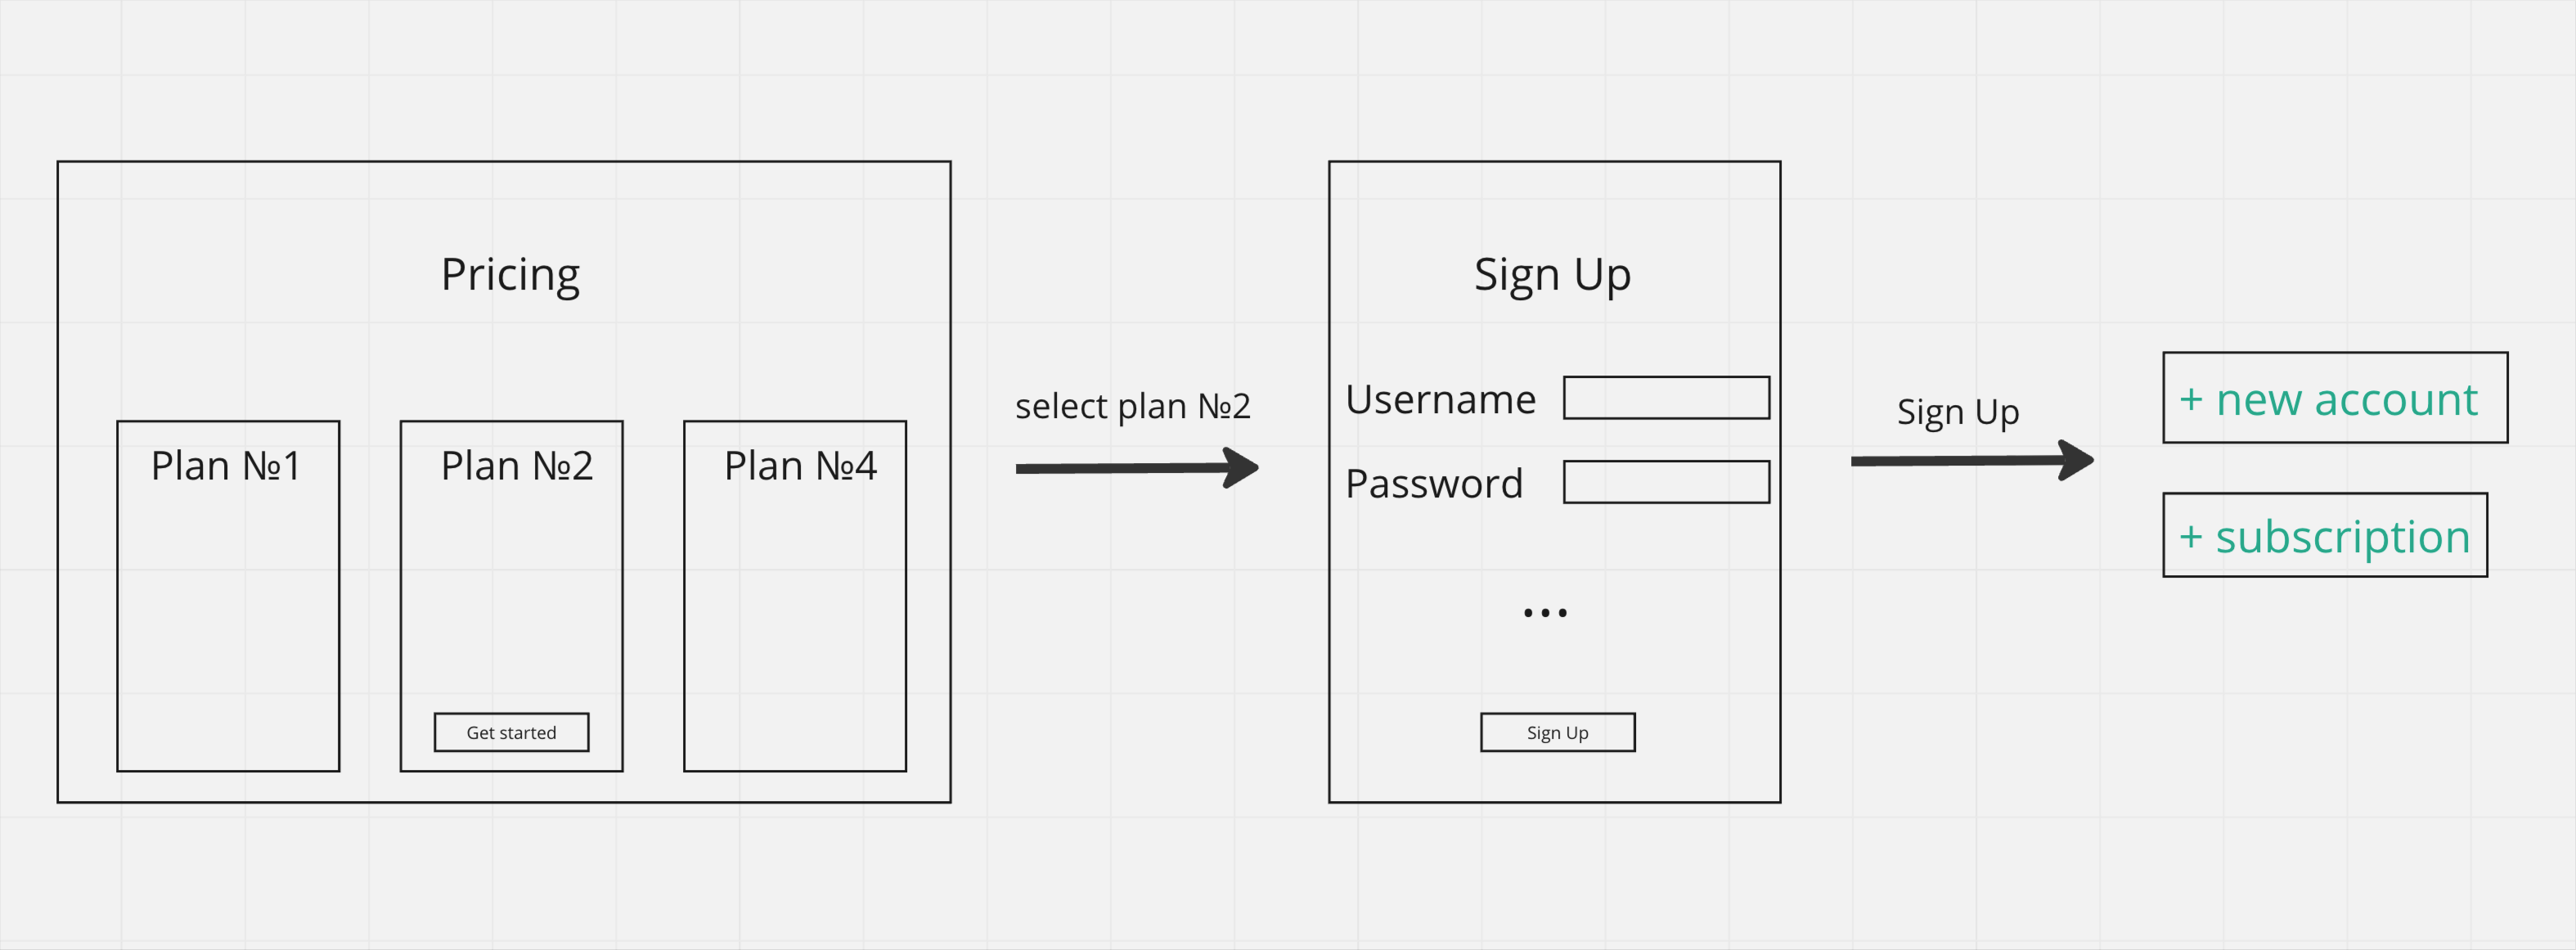 Pricing
Plan №1
Plan №2
Plan №4
Get started
select plan №2
Sign Up
Username
Password
...
Sign Up
Sign Up
+ new account
+ subscription